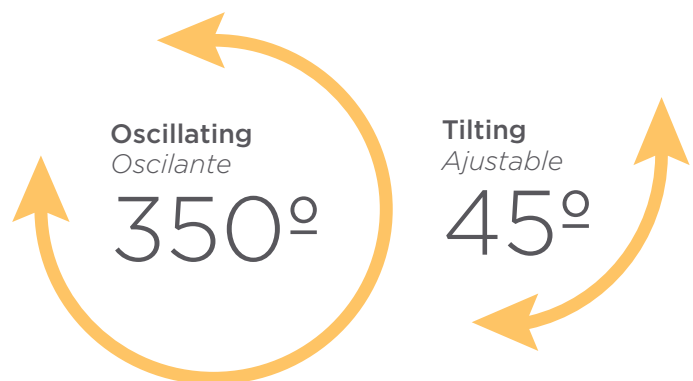 Oscillating
Oscilante
350º
Tilting
Ajustable
45º